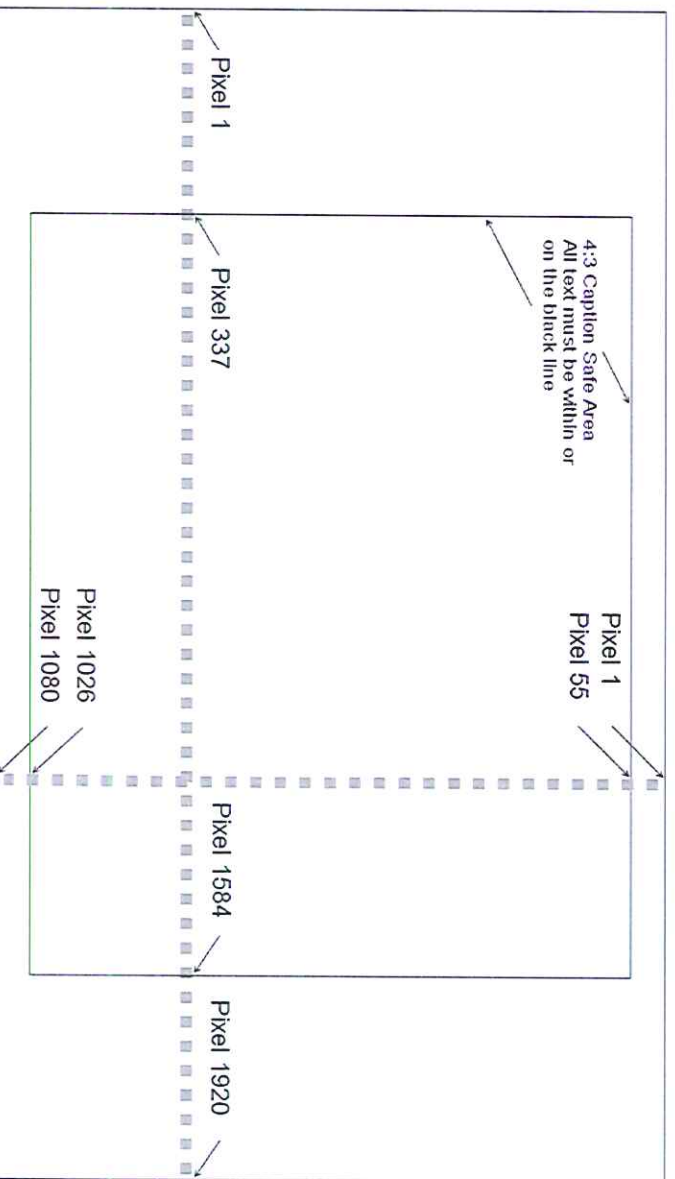 Pixel 1
Pixel 55
4:3 Caption Safe Area
All text must be within or
on the black line
Pixel 1
Pixel 337
Pixel 1584
Pixel 1920
Pixel 1026
Pixel 1080